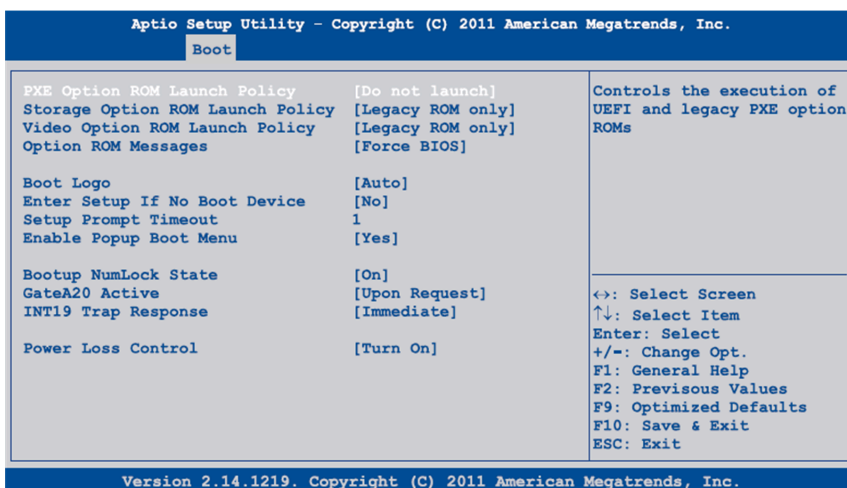 Aptio Setup Utility – Copyright (C) 2011 American Megatrends, Inc.
Boot
PXE Option ROM Launch Policy [Do not launch]
Storage Option ROM Launch Policy [Legacy ROM only]
Video Option ROM Launch Policy [Legacy ROM only]
Option ROM Messages [Force BIOS]
Boot Logo [Auto]
Enter Setup If No Boot Device [No]
Setup Prompt Timeout 1
Enable Popup Boot Menu [Yes]
Bootup NumLock State [On]
GateA20 Active [Upon Request]
INT19 Trap Response [Immediate]
Power Loss Control [Turn On]
Controls the execution of
UEFI and legacy PXE option
ROMs
↔: Select Screen
↑↓: Select Item
Enter: Select
+/-: Change Opt.
F1: General Help
F2: Previsous Values
F9: Optimized Defaults
F10: Save & Exit
ESC: Exit
Version 2.14.1219. Copyright (C) 2011 American Megatrends, Inc.